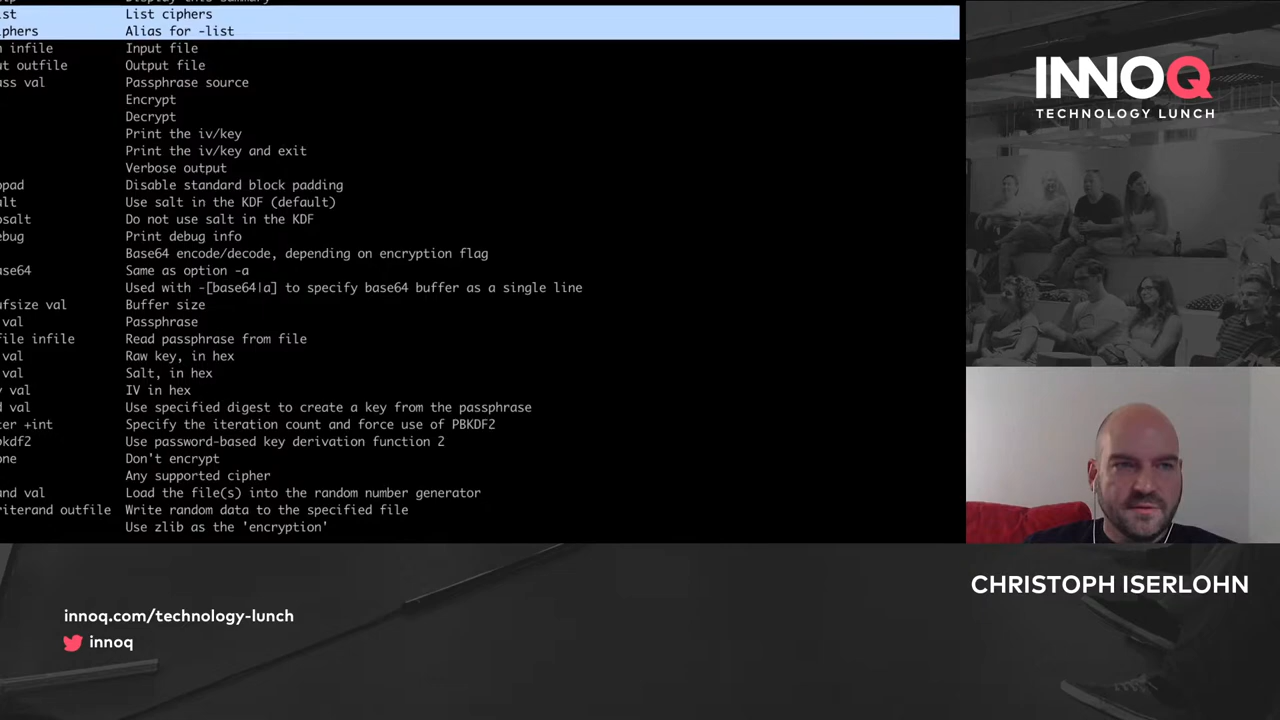 st List ciphers
phers Alias for -list
n infile Input file
ut outfile Output file
ass val Passphrase source
Encrypt
Decrypt
Print the iv/key
Print the iv/key and exit
Verbose output
opad Disable standard block padding
alt Use salt in the KDF (default)
osalt Do not use salt in the KDF
ebug Print debug info
Base64 encode/decode, depending on encryption flag
ase64 Same as option -a
Used with -[base64|a] to specify base64 buffer as a single line
ufsize val Buffer size
val Passphrase
file infile Read passphrase from file
val Raw key, in hex
val Salt, in hex
v val IV in hex
d val Use specified digest to create a key from the passphrase
ter +int Specify the iteration count and force use of PBKDF2
bkdf2 Use password-based key derivation function 2
one Don't encrypt
Any supported cipher
and val Load the file(s) into the random number generator
riterand outfile Write random data to the specified file
Use zlib as the 'encryption'
INNOQ
TECHNOLOGY LUNCH
CHRISTOPH ISERLOHN
innoq.com/technology-lunch
innoq